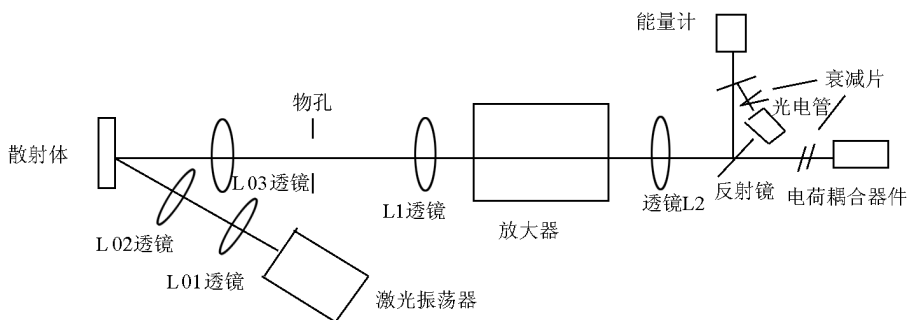 能量计
衰减片
光电管
物孔
散射体
L 03透镜
L1透镜
透镜L2
反射镜
电荷耦合器件
放大器
L 02透镜
L 01透镜
激光振荡器